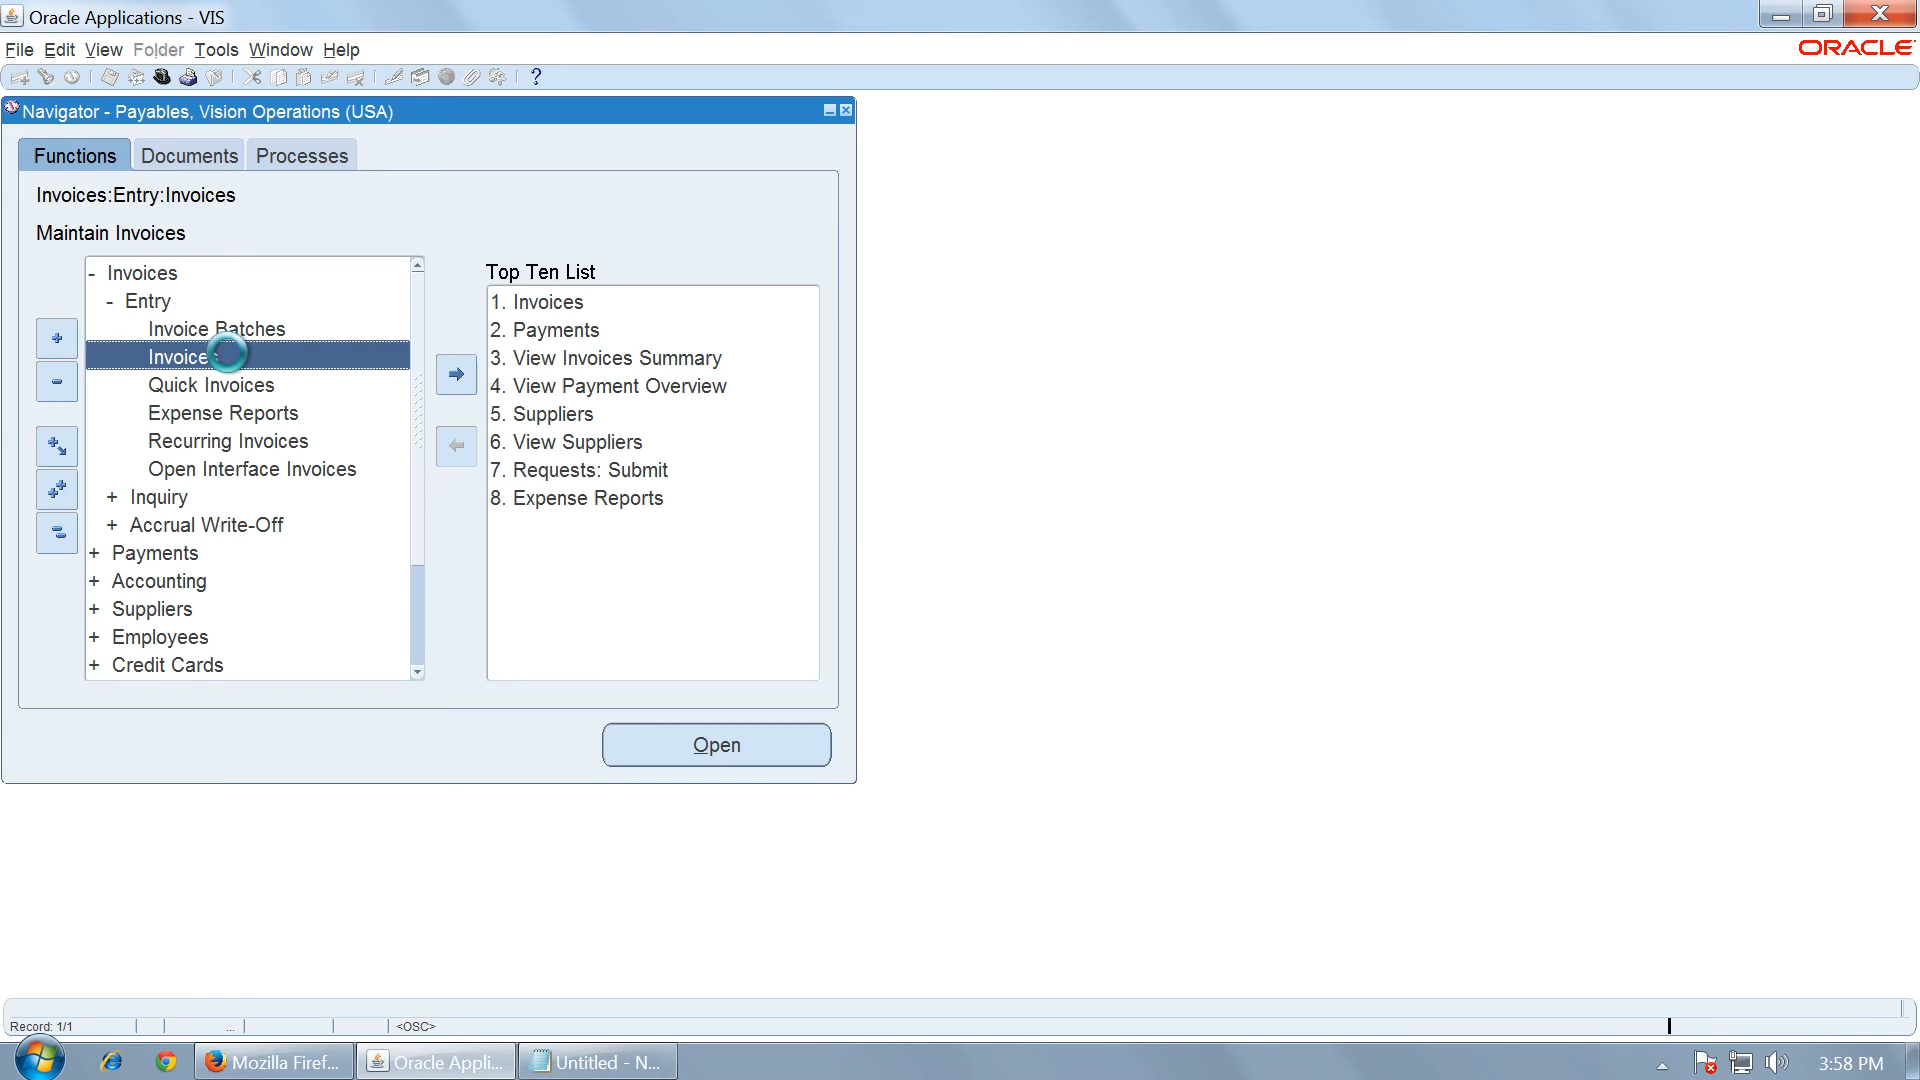 Oracle Applications - VIS
File Edit View Folder Tools Window Help
ORACLE
?
Navigator - Payables, Vision Operations (USA)
Functions Documents Processes
Invoices:Entry:Invoices
Maintain Invoices
- Invoices
- Entry
Invoice Batches
Invoices
Quick Invoices
Expense Reports
Recurring Invoices
Open Interface Invoices
+ Inquiry
+ Accrual Write-Off
+ Payments
+ Accounting
+ Suppliers
+ Employees
+ Credit Cards
Top Ten List
1. Invoices
2. Payments
3. View Invoices Summary
4. View Payment Overview
5. Suppliers
6. View Suppliers
7. Requests: Submit
8. Expense Reports
Open
Record: 1/1 ... <OSC>
Mozilla Firef... Oracle Appli... Untitled - N... 3:58 PM